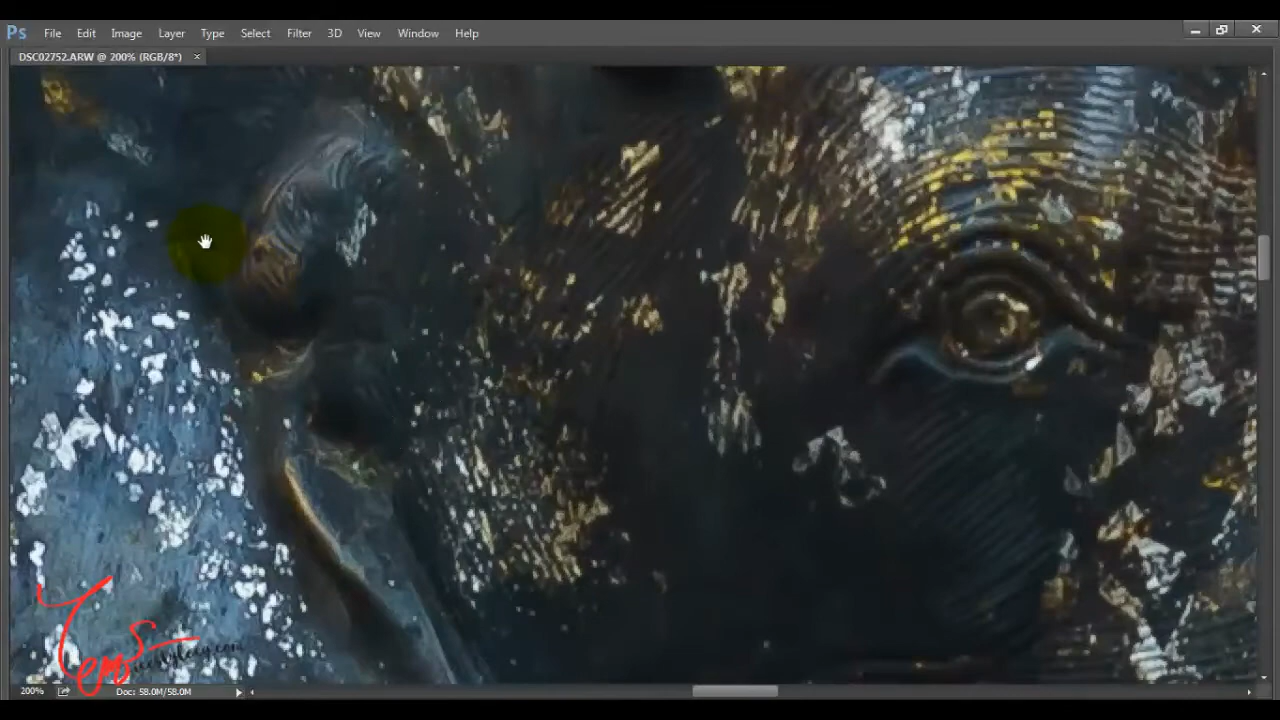 Ps File Edit Image Layer Type Select Filter 3D View Window Help
DSC02752.ARW @ 200% (RGB/8*) ×
200% Doc: 58.0M/58.0M